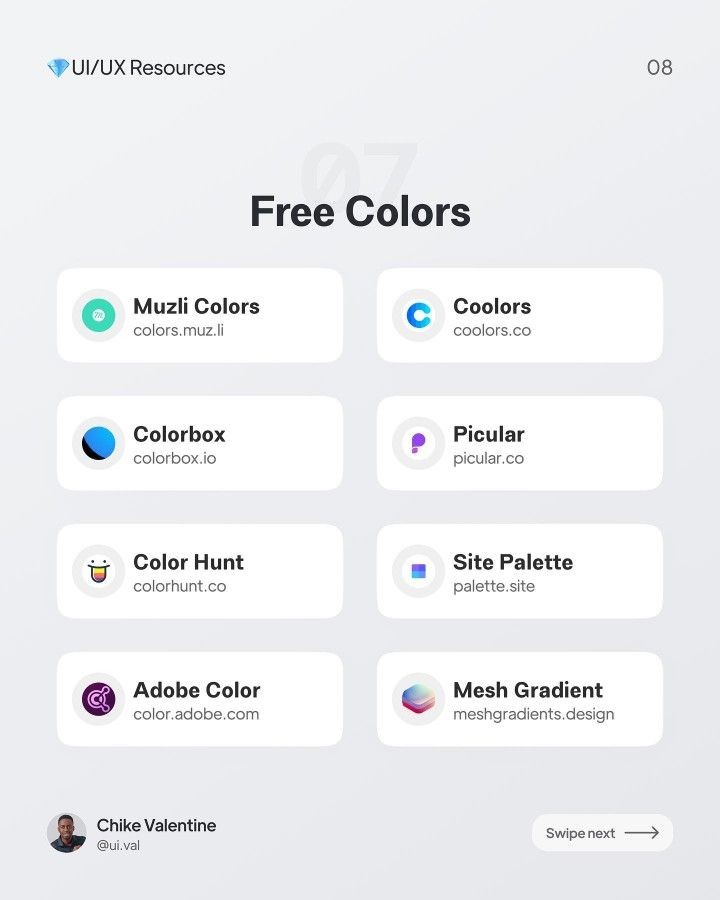 UI/UX Resources
08
07
Free Colors
Muzli Colors
colors.muz.li
Coolors
coolors.co
Colorbox
colorbox.io
Picular
picular.co
Color Hunt
colorhunt.co
Site Palette
palette.site
Adobe Color
color.adobe.com
Mesh Gradient
meshgradients.design
Chike Valentine
@ui.val
Swipe next